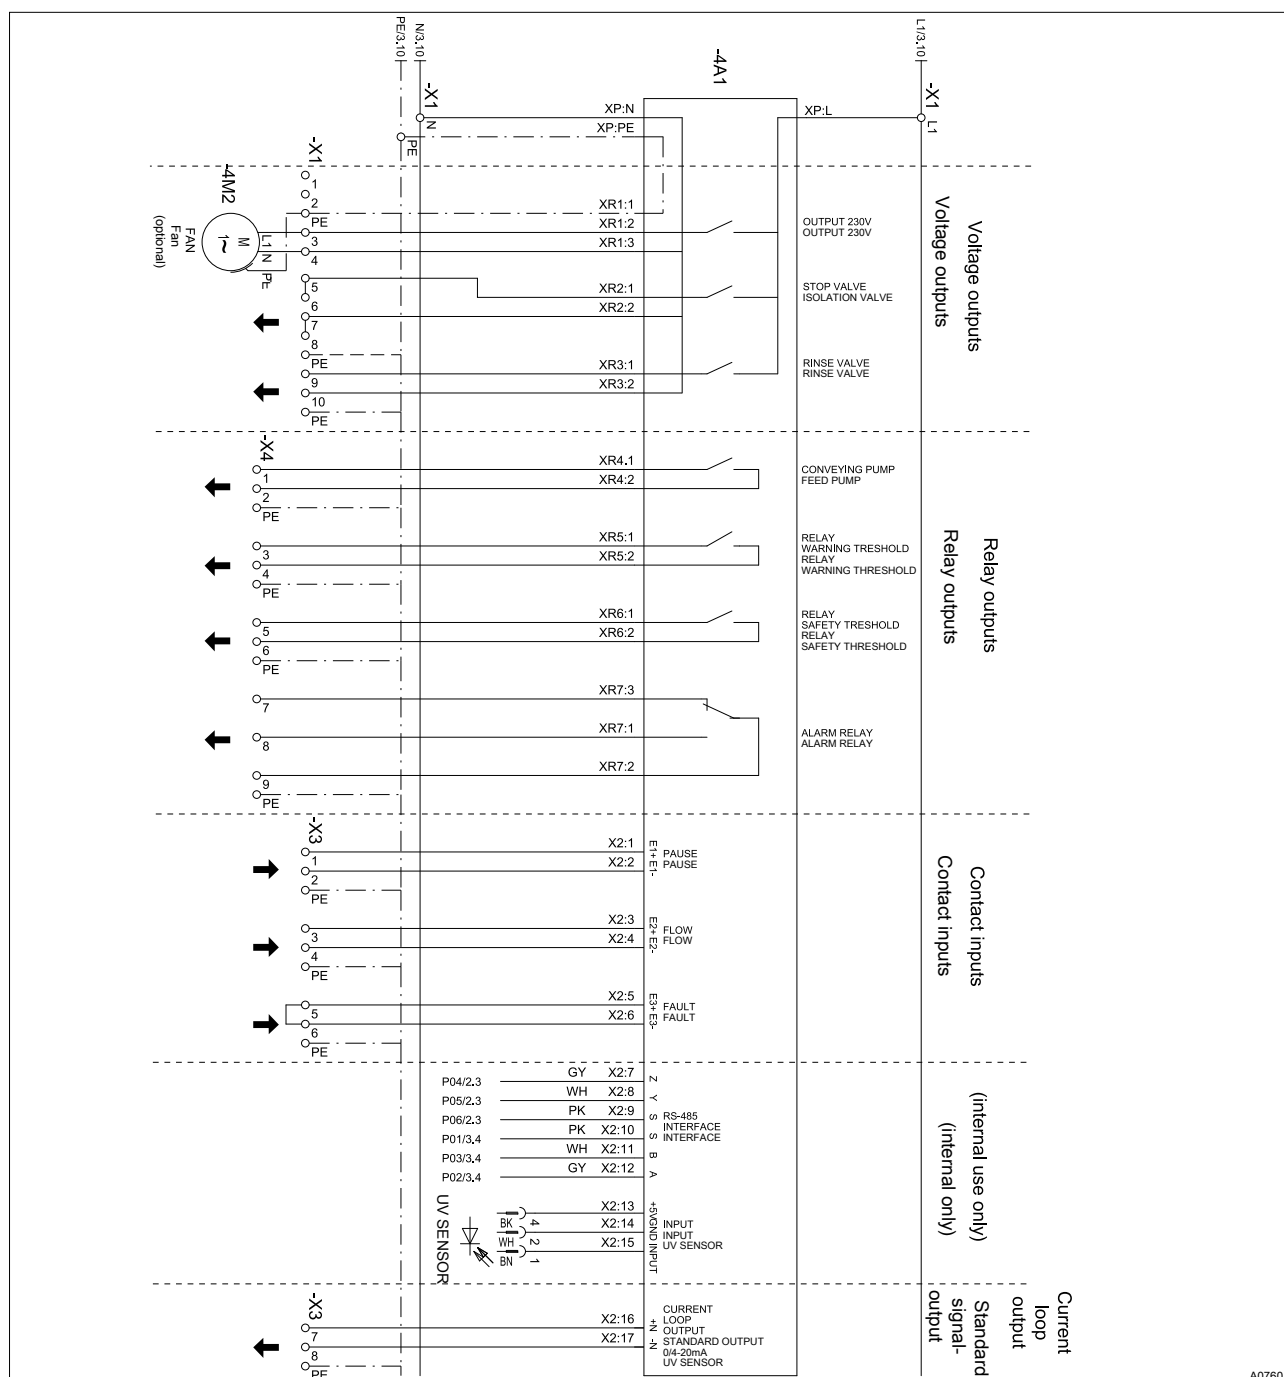 PE/3.10
N/3.10
L1/3.10
-X1
-4A1
-X1
XP:N
XP:PE
XP:L
N
PE
L1
-X1
-4M2
1
2
PE
3
4
5
6
7
8
PE
9
10
PE
L1
N
PE
M
1~
FAN
Fan
(optional)
XR1:1
XR1:2
XR1:3
OUTPUT 230V
OUTPUT 230V
XR2:1
XR2:2
STOP VALVE
ISOLATION VALVE
XR3:1
XR3:2
RINSE VALVE
RINSE VALVE
Voltage outputs
Voltage outputs
-X4
1
2
PE
XR4.1
XR4:2
CONVEYING PUMP
FEED PUMP
3
4
PE
XR5:1
XR5:2
RELAY
WARNING TRESHOLD
RELAY
WARNING THRESHOLD
5
6
PE
XR6:1
XR6:2
RELAY
SAFETY TRESHOLD
RELAY
SAFETY THRESHOLD
7
8
9
PE
XR7:3
XR7:1
XR7:2
ALARM RELAY
ALARM RELAY
Relay outputs
Relay outputs
-X3
1
2
PE
X2:1
X2:2
E1+ E1-
PAUSE
PAUSE
3
4
PE
X2:3
X2:4
E2+ E2-
FLOW
FLOW
5
6
PE
X2:5
X2:6
E3+ E3-
FAULT
FAULT
Contact inputs
Contact inputs
P04/2.3 GY X2:7 Z
P05/2.3 WH X2:8 Y
P06/2.3 PK X2:9 S
P01/3.4 PK X2:10 S
P03/3.4 WH X2:11 B
P02/3.4 GY X2:12 A
RS-485
INTERFACE
INTERFACE
(internal use only)
(internal only)
UV SENSOR
BK 4
WH 2
BN 1
X2:13
X2:14
X2:15
+5VGND INPUT
INPUT
INPUT
UV SENSOR
-X3
7
8
PE
X2:16
X2:17
+N -N
CURRENT
LOOP
OUTPUT
STANDARD OUTPUT
0/4-20mA
UV SENSOR
Current
loop
output
Standard
signal-
output
A0760